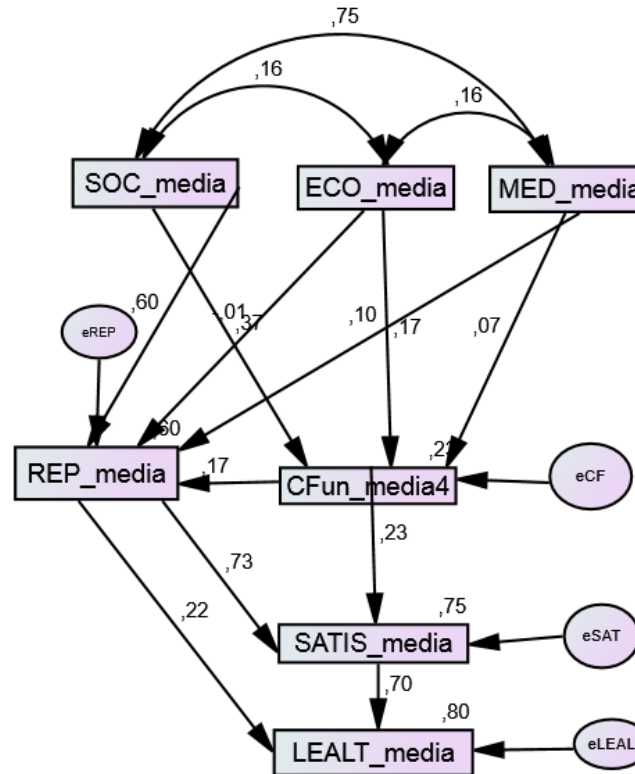 ,75
,16
,16
SOC_media
ECO_media
MED_media
,60
-,01
,37
,10
,17
,07
eREP
,60
REP_media
,17
,23
CFun_media4
eCF
,23
,73
,75
,22
SATIS_media
eSAT
,70
,80
LEALT_media
eLEAL